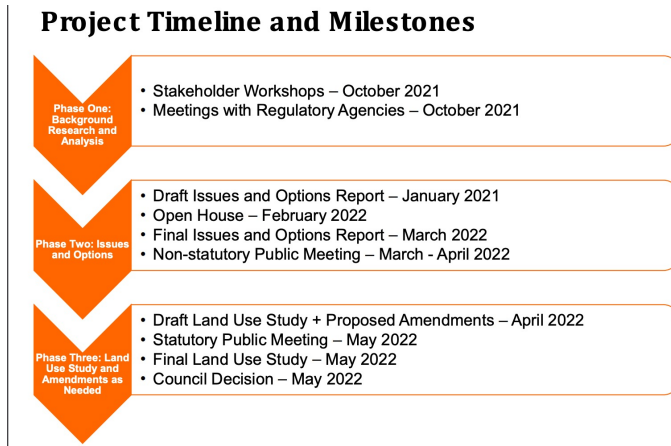 Project Timeline and Milestones
Phase One:
Background
Research and
Analysis
• Stakeholder Workshops – October 2021
• Meetings with Regulatory Agencies – October 2021
Phase Two: Issues
and Options
• Draft Issues and Options Report – January 2021
• Open House – February 2022
• Final Issues and Options Report – March 2022
• Non-statutory Public Meeting – March - April 2022
Phase Three: Land
Use Study and
Amendments as
Needed
• Draft Land Use Study + Proposed Amendments – April 2022
• Statutory Public Meeting – May 2022
• Final Land Use Study – May 2022
• Council Decision – May 2022